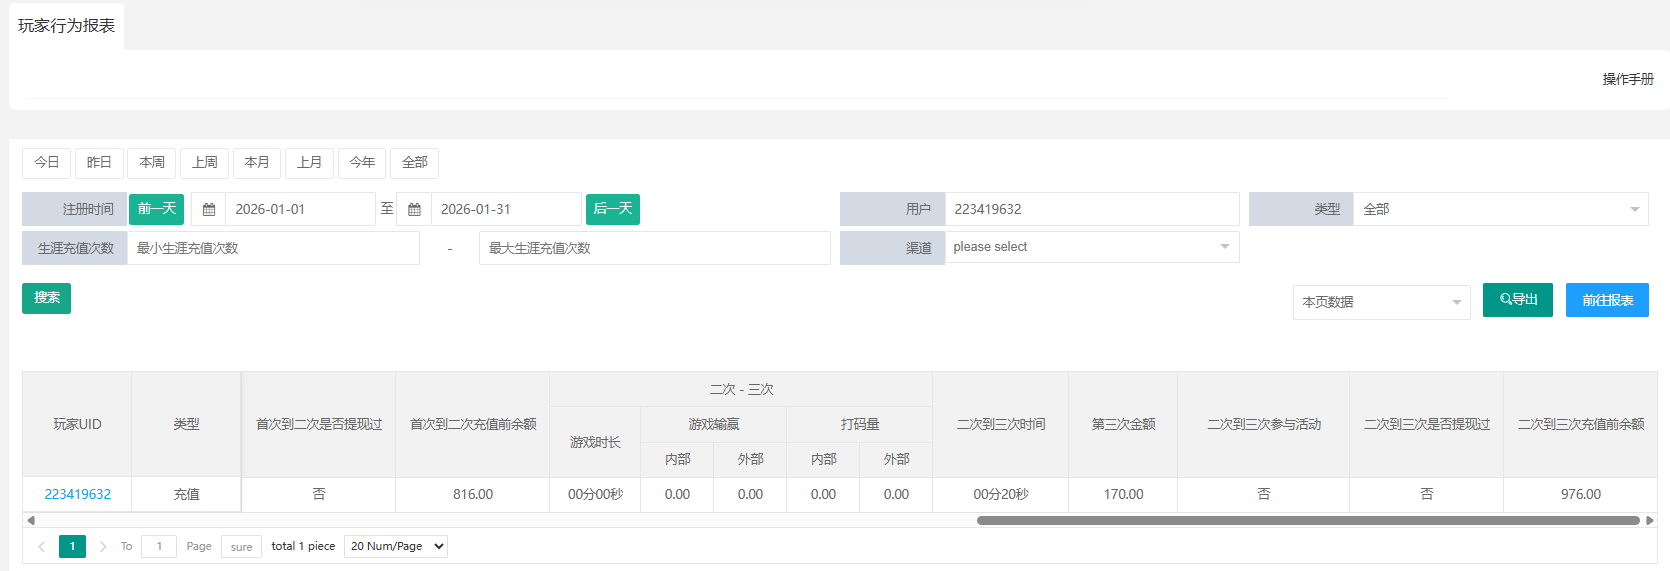 玩家行为报表
操作手册
今日 昨日 本周 上周 本月 上月 今年 全部
注册时间 前一天 2026-01-01 至 2026-01-31 后一天 用户 223419632 类型 全部
生涯充值次数 最小生涯充值次数 - 最大生涯充值次数 渠道 please select
搜索 本页数据 导出 前往报表
二次 - 三次
玩家UID 类型 首次到二次是否提现过 首次到二次充值前余额 游戏时长 游戏输赢 打码量 二次到三次时间 第三次金额 二次到三次参与活动 二次到三次是否提现过 二次到三次充值前余额
内部 外部 内部 外部
223419632 充值 否 816.00 00分00秒 0.00 0.00 0.00 0.00 00分20秒 170.00 否 否 976.00
1 To 1 Page sure total 1 piece 20 Num/Page